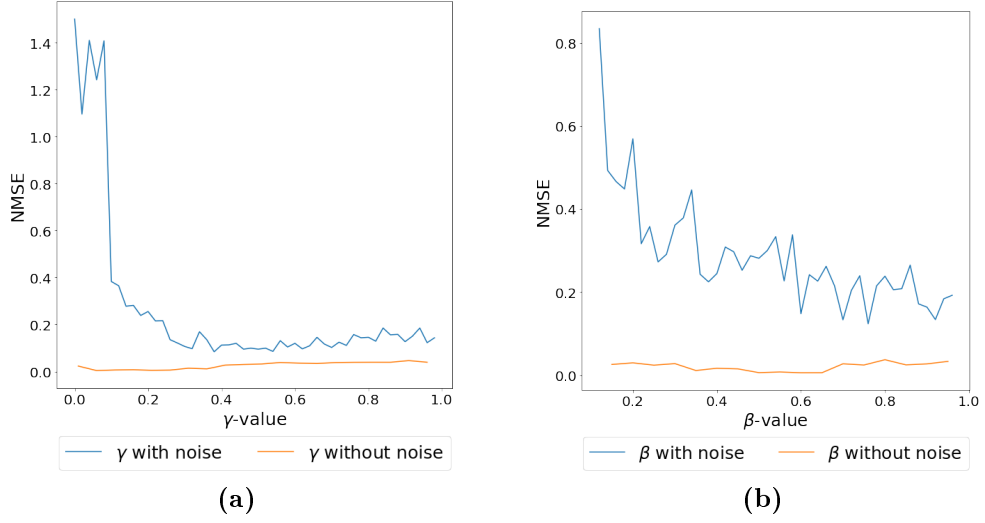 NMSE
1.4
1.2
1.0
0.8
0.6
0.4
0.2
0.0
0.0 0.2 0.4 0.6 0.8 1.0
γ-value
γ with noise γ without noise
(a)
NMSE
0.8
0.6
0.4
0.2
0.0
0.2 0.4 0.6 0.8 1.0
β-value
β with noise β without noise
(b)